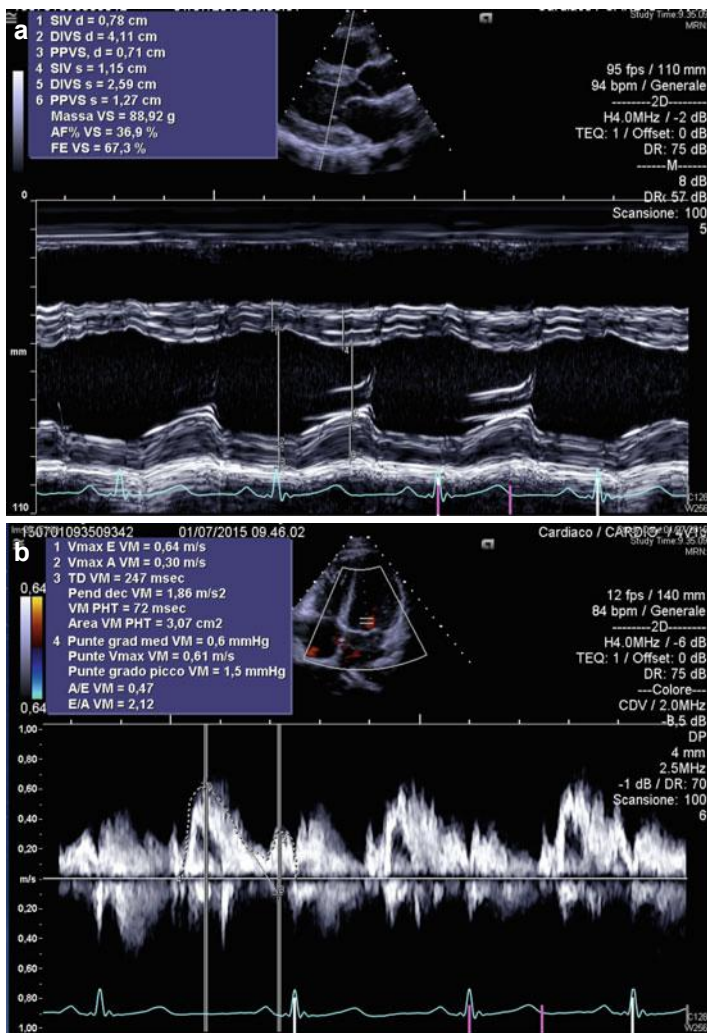 a
1 SIV d = 0,78 cm
2 DIVS d = 4,11 cm
3 PPVS, d = 0,71 cm
4 SIV s = 1,15 cm
5 DIVS s = 2,59 cm
6 PPVS s = 1,27 cm
Massa VS = 88,92 g
AF% VS = 36,9 %
FE VS = 67,3 %
Study Time: 9.35.09
MRN:
95 fps / 110 mm
94 bpm / Generale
--------2D--------
H4.0MHz / -2 dB
TEQ: 1 / Offset: 0 dB
DR: 75 dB
------M------
8 dB
DR: 57 dB
Scansione: 100
5
0
mm
110
C128
W256
b
150701093509342
01/07/2015 09.46.02
Cardiaco / CARDIO / 4V1c
Study Time: 9.35.09
MRN:
1 Vmax E VM = 0,64 m/s
2 Vmax A VM = 0,30 m/s
3 TD VM = 247 msec
Pend dec VM = 1,86 m/s2
VM PHT = 72 msec
Area VM PHT = 3,07 cm2
4 Punte grad med VM = 0,6 mmHg
Punte Vmax VM = 0,61 m/s
Punte grado picco VM = 1,5 mmHg
A/E VM = 0,47
E/A VM = 2,12
0,64
0,64
12 fps / 140 mm
84 bpm / Generale
--------2D--------
H4.0MHz / -6 dB
TEQ: 1 / Offset: 0 dB
DR: 75 dB
---Colore---
CDV / 2.0MHz
-8,5 dB
DP
4 mm
2.5MHz
-1 dB / DR: 70
Scansione: 100
6
1,00
0,80
0,60
0,40
0,20
m/s
0,20
0,40
0,60
0,80
1,00
C128
W256